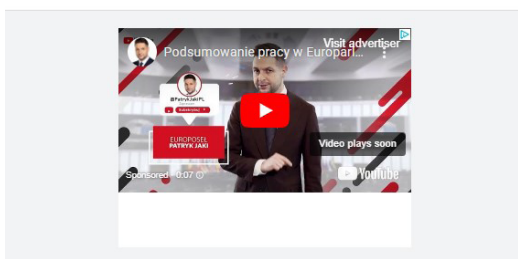 Visit advertiser
Podsumowanie pracy w Europarl...
@PatrykJakiPL
EUROPOSEŁ
PATRYK JAKI
Video plays soon
Sponsored · 0:07
YouTube